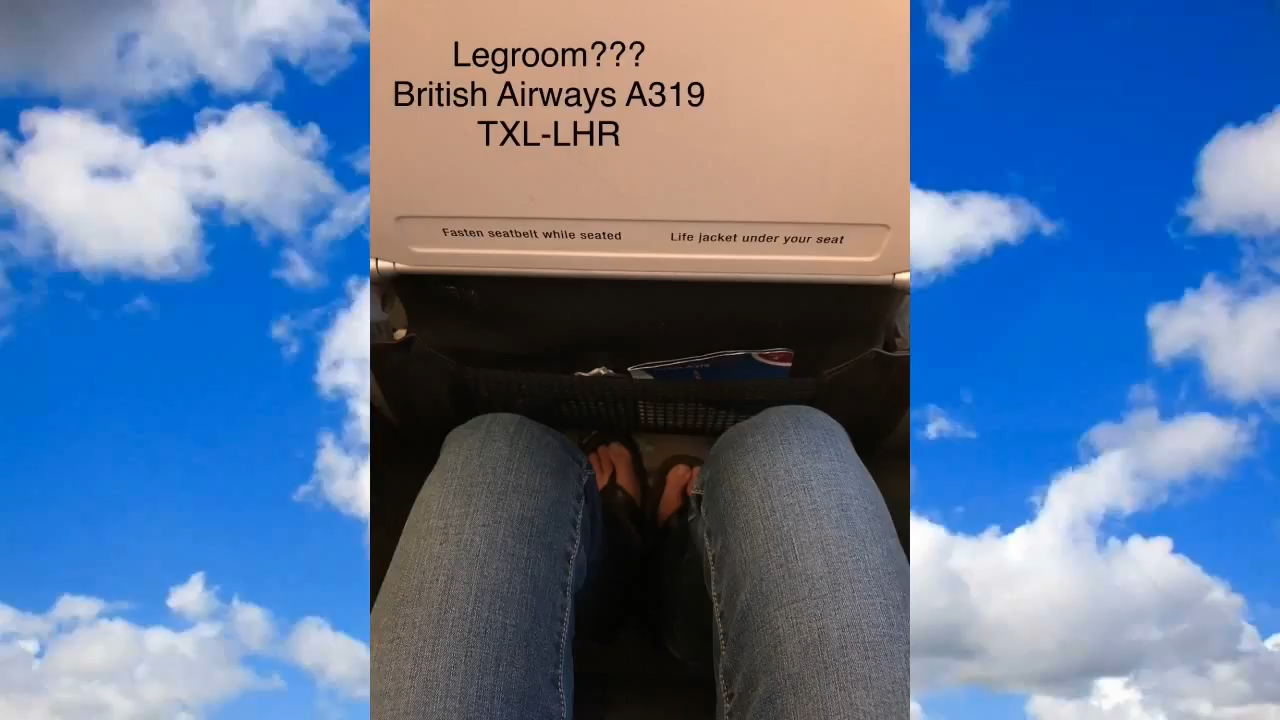 Legroom???
British Airways A319
TXL-LHR
Fasten seatbelt while seated
Life jacket under your seat